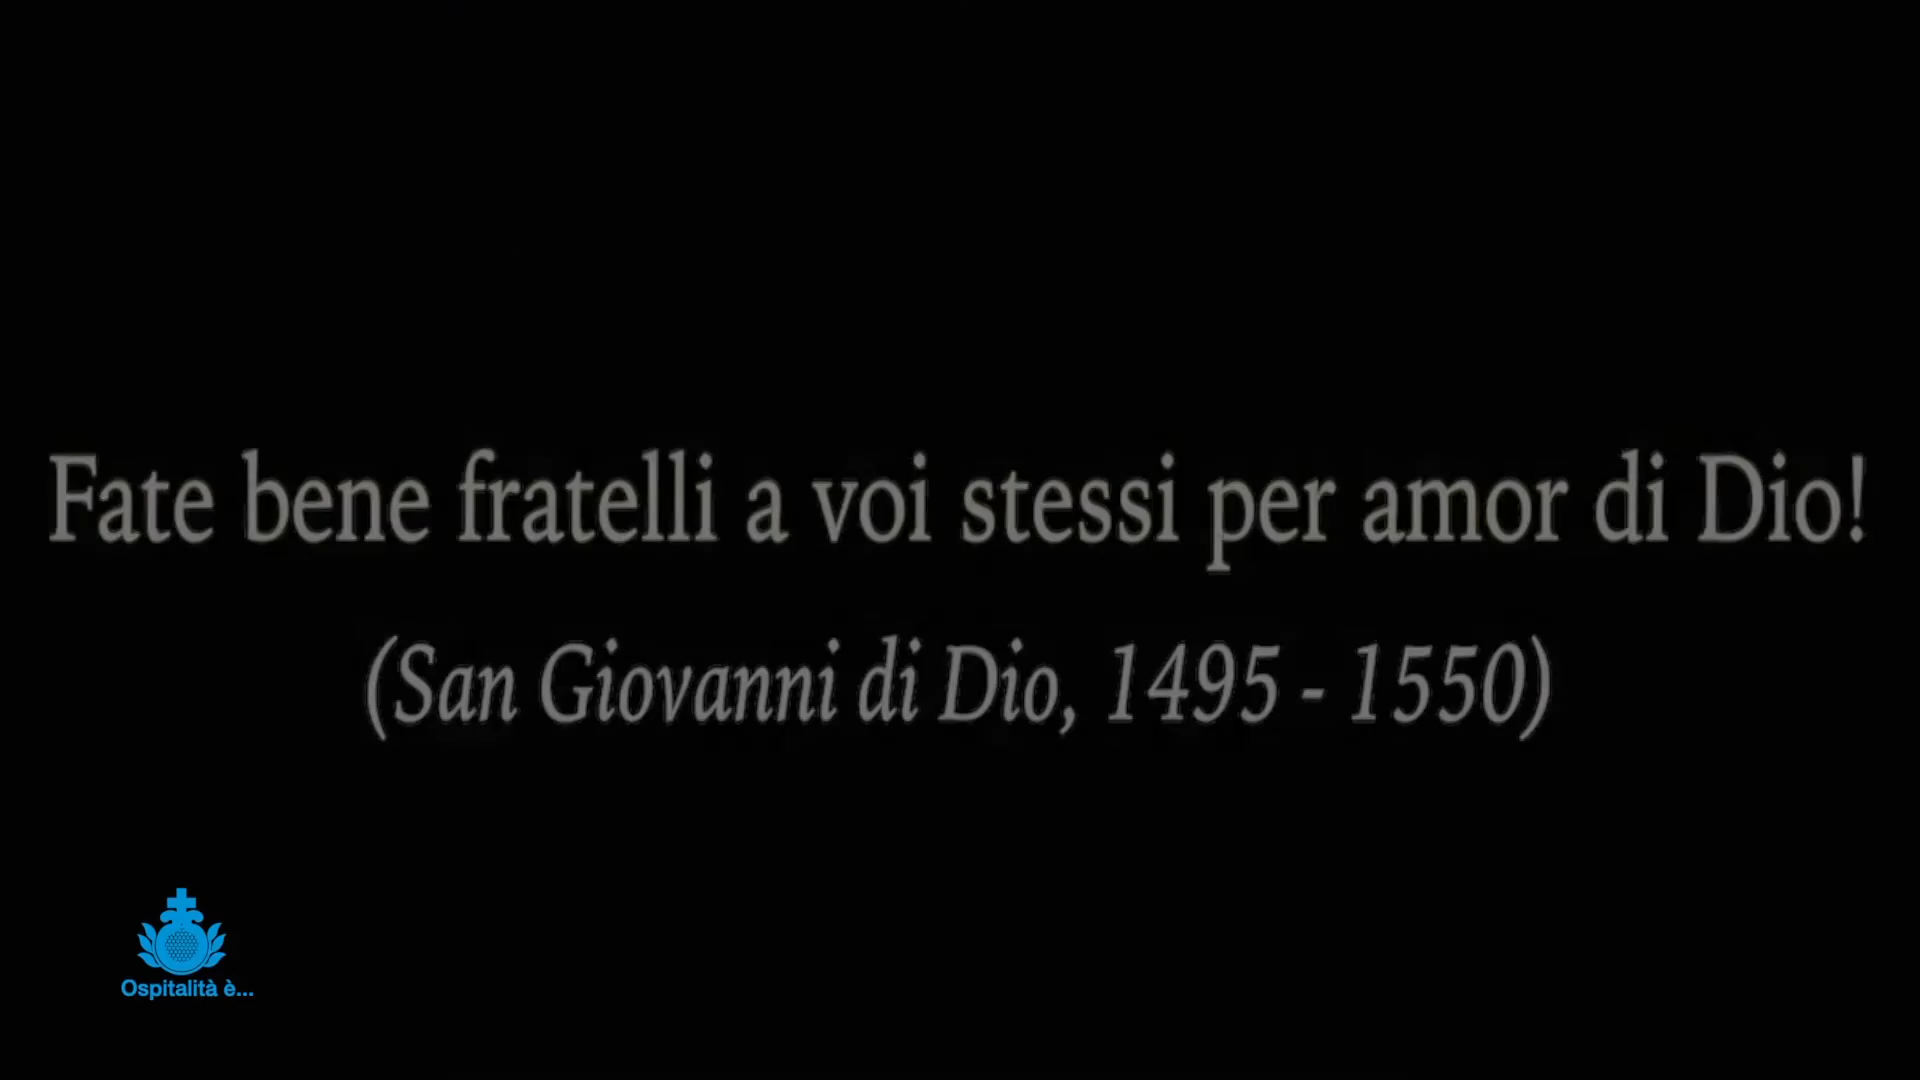 Fate bene fratelli a voi stessi per amor di Dio!
(San Giovanni di Dio, 1495 - 1550)
Ospitalità è...